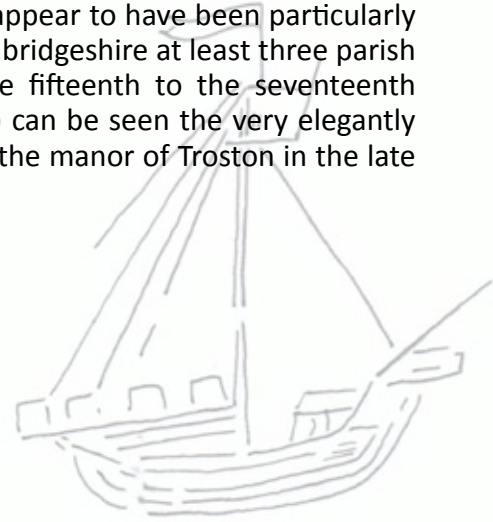 appear to have been particularly
bridgeshire at least three parish
e fifteenth to the seventeenth
can be seen the very elegantly
the manor of Troston in the late